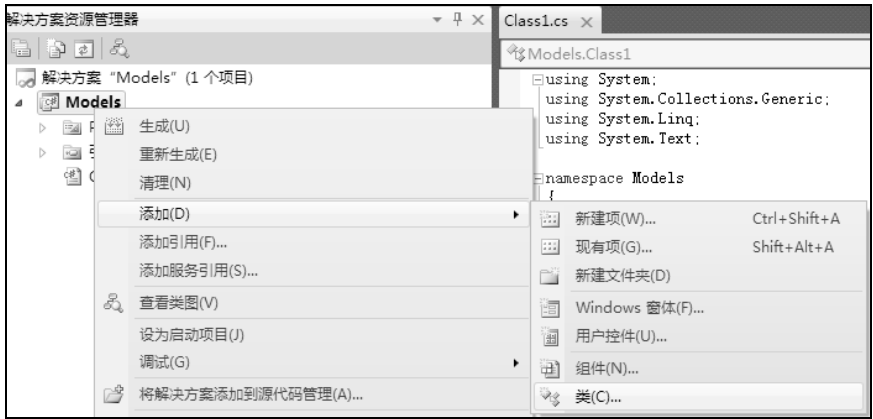 解决方案资源管理器
解决方案 "Models" (1 个项目)
Models
生成(U)
重新生成(E)
清理(N)
添加(D)
添加引用(F)...
添加服务引用(S)...
查看类图(V)
设为启动项目(J)
调试(G)
将解决方案添加到源代码管理(A)...
Class1.cs
Models.Class1
using System;
using System.Collections.Generic;
using System.Linq;
using System.Text;
namespace Models
{
新建项(W)... Ctrl+Shift+A
现有项(G)... Shift+Alt+A
新建文件夹(D)
Windows 窗体(F)...
用户控件(U)...
组件(N)...
类(C)...